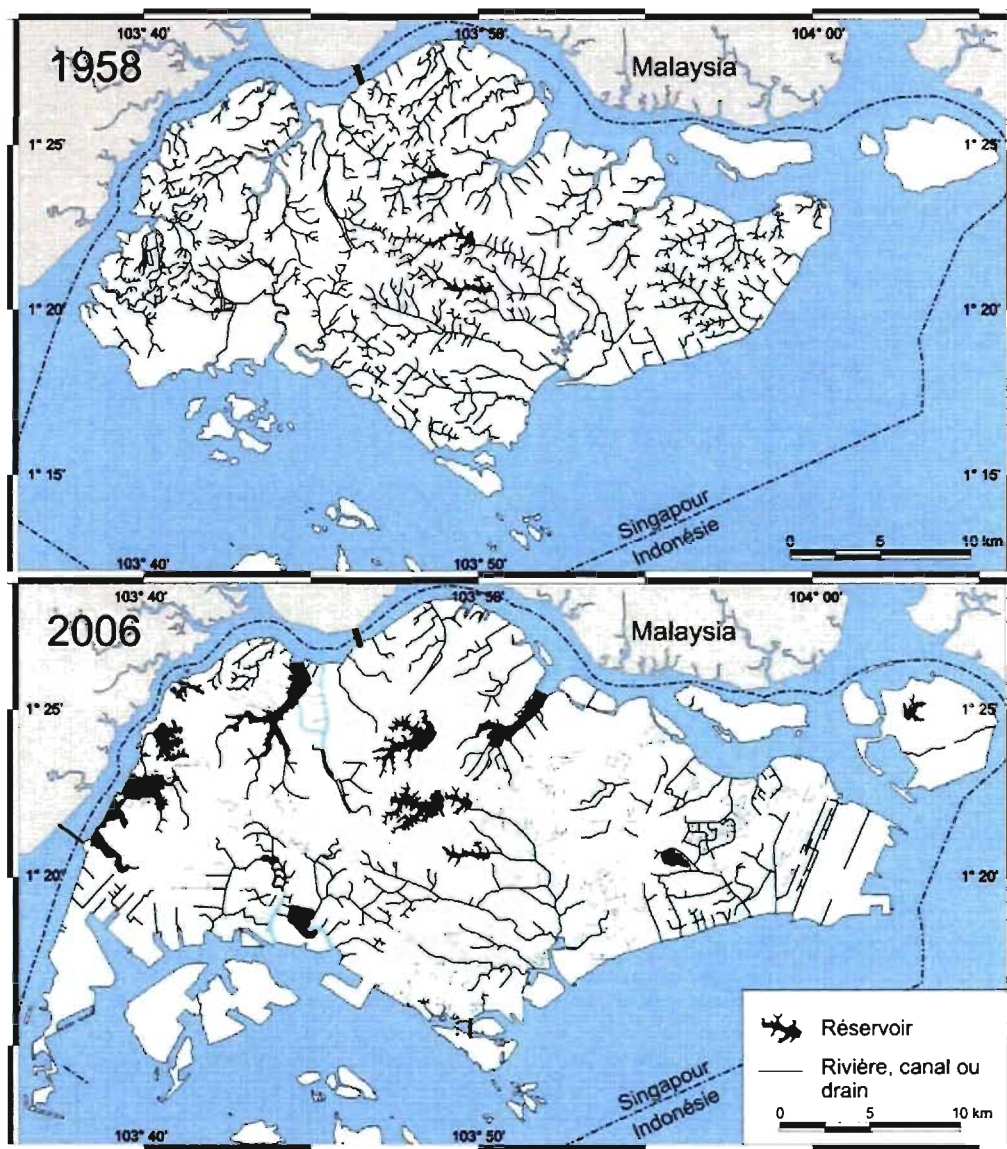 103° 40'
103° 50'
104° 00'
1958
Malaysia
1° 25'
1° 25'
1° 20'
1° 20'
1° 15'
1° 15'
Singapour
Indonésie
0 5 10 km
103° 40'
103° 50'
103° 40'
103° 50'
104° 00'
2006
Malaysia
1° 25'
1° 25'
1° 20'
1° 20'
Réservoir
Rivière, canal ou
drain
0 5 10 km
Singapour
Indonésie
103° 40'
103° 50'